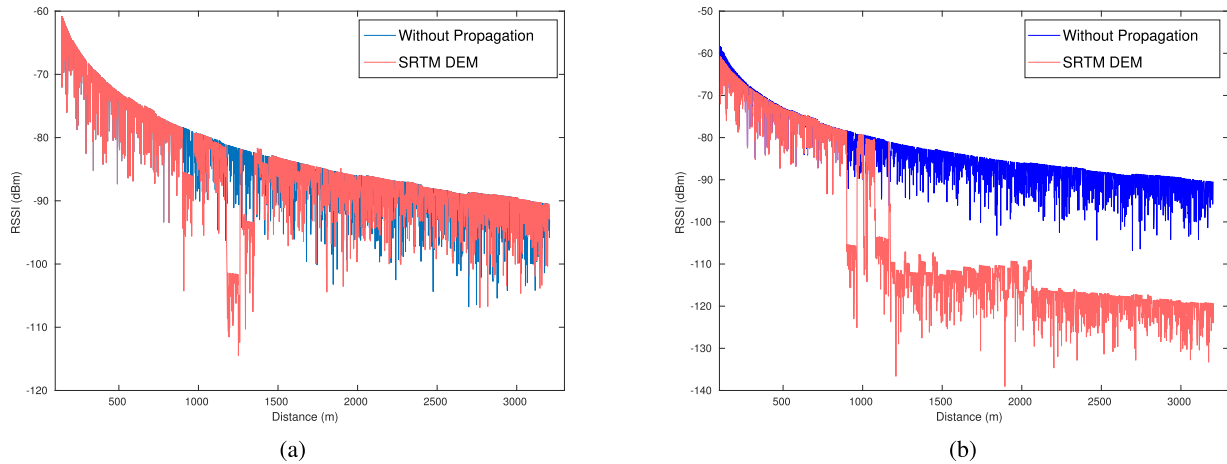 -60
-70
-80
-90
-100
-110
-120
RSSI (dBm)
500 1000 1500 2000 2500 3000
Distance (m)
Without Propagation
SRTM DEM
(a)
-50
-60
-70
-80
-90
-100
-110
-120
-130
-140
RSSI (dBm)
500 1000 1500 2000 2500 3000
Distance (m)
Without Propagation
SRTM DEM
(b)